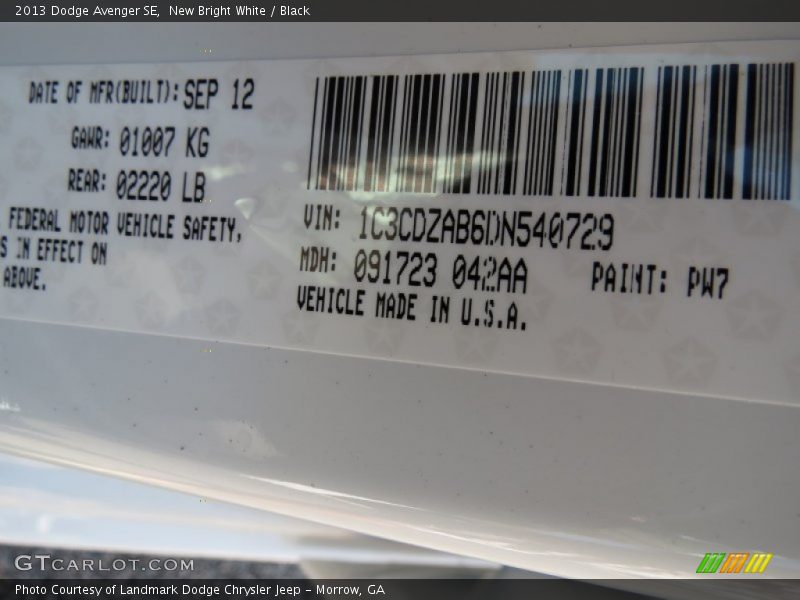 2013 Dodge Avenger SE, New Bright White / Black
DATE OF MFR(BUILT): SEP 12
GAWR: 01007 KG
REAR: 02220 LB
FEDERAL MOTOR VEHICLE SAFETY,
S IN EFFECT ON
ABOVE.
VIN: 1C3CDZAB6DN540729
MDH: 091723 042AA PAINT: PW7
VEHICLE MADE IN U.S.A.
GTCARLOT.COM
Photo Courtesy of Landmark Dodge Chrysler Jeep – Morrow, GA